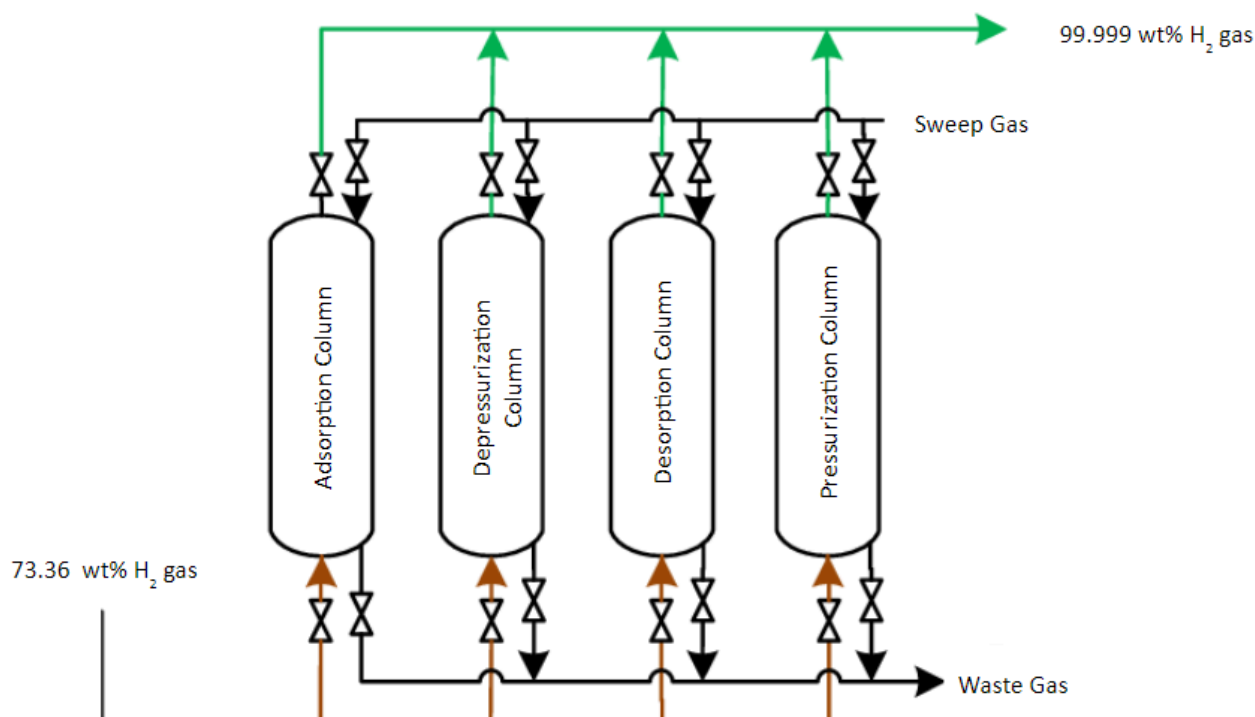 99.999 wt% H₂ gas
Sweep Gas
Adsorption Column
Depressurization
Column
Desorption Column
Pressurization Column
73.36 wt% H₂ gas
Waste Gas